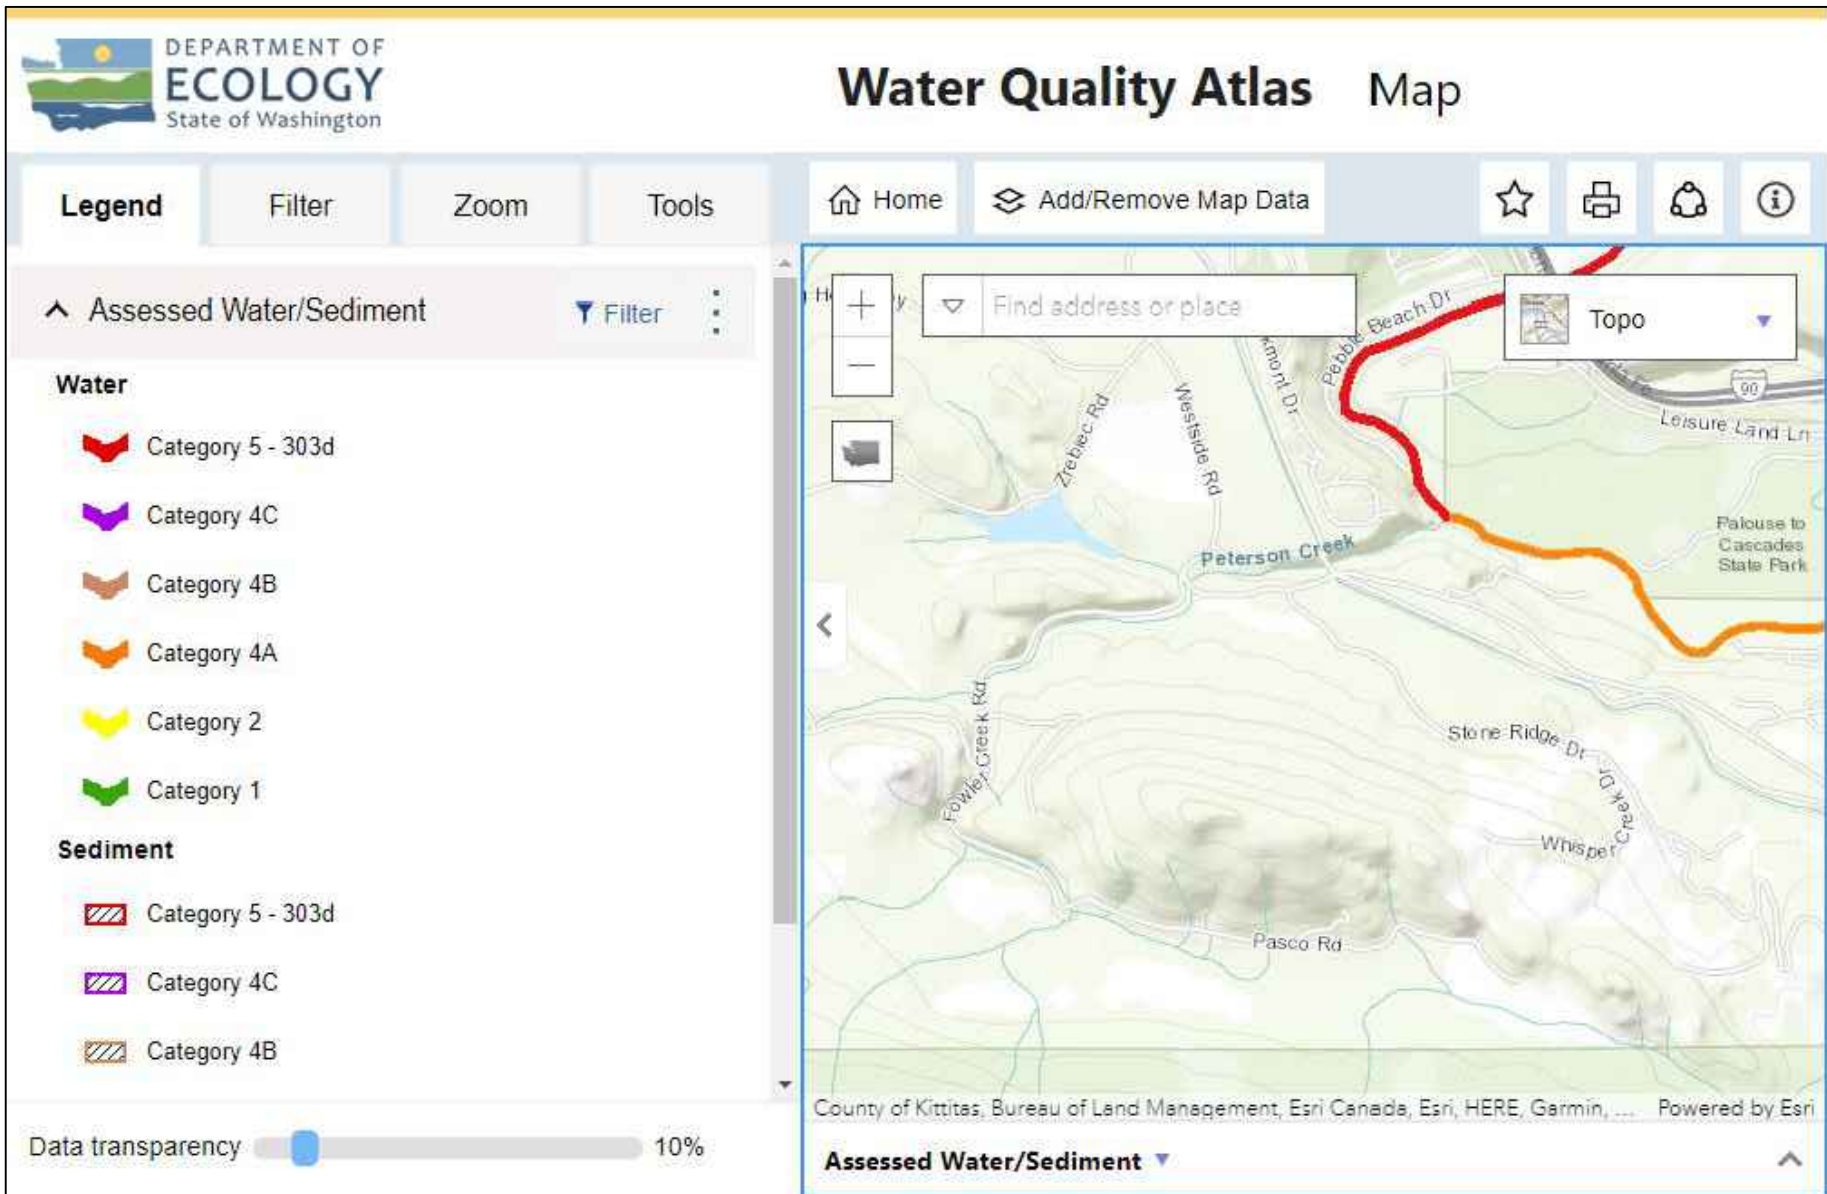 DEPARTMENT OF
ECOLOGY
State of Washington
Water Quality Atlas Map
Legend
Filter
Zoom
Tools
Home
Add/Remove Map Data
Assessed Water/Sediment
Filter
Water
Category 5 - 303d
Category 4C
Category 4B
Category 4A
Category 2
Category 1
Sediment
Category 5 - 303d
Category 4C
Category 4B
Data transparency
10%
Find address or place
Topo
Pebble Beach Dr
90
Leisure Land Ln
Zrebiec Rd
Westside Rd
Peterson Creek
Palouse to
Cascades
State Park
Fowler Creek Rd
Stone Ridge Dr
Whisper Creek Dr
Pasco Rd
County of Kittitas, Bureau of Land Management, Esri Canada, Esri, HERE, Garmin, ...
Powered by Esri
Assessed Water/Sediment